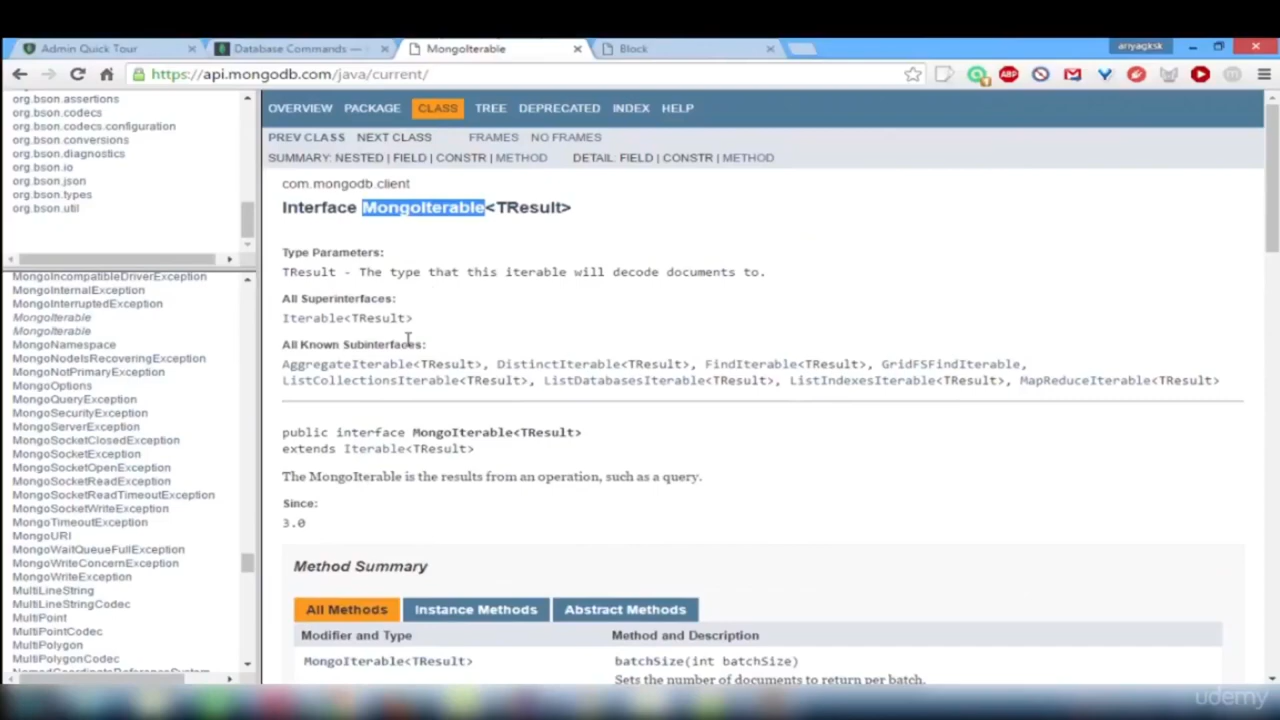 Admin Quick Tour
Database Commands —
MongoIterable
Block
anyagksk
https://api.mongodb.com/java/current/
ABP
org.bson.assertions
org.bson.codecs
org.bson.codecs.configuration
org.bson.conversions
org.bson.diagnostics
org.bson.io
org.bson.json
org.bson.types
org.bson.util
MongoIncompatibleDriverException
MongoInternalException
MongoInterruptedException
MongoIterable
MongoIterable
MongoNamespace
MongoNodeIsRecoveringException
MongoNotPrimaryException
MongoOptions
MongoQueryException
MongoSecurityException
MongoServerException
MongoSocketClosedException
MongoSocketException
MongoSocketOpenException
MongoSocketReadException
MongoSocketReadTimeoutException
MongoSocketWriteException
MongoTimeoutException
MongoURI
MongoWaitQueueFullException
MongoWriteConcernException
MongoWriteException
MultiLineString
MultiLineStringCodec
MultiPoint
MultiPointCodec
MultiPolygon
MultiPolygonCodec
NamedCoordinateReferenceSystem
OVERVIEW PACKAGE CLASS TREE DEPRECATED INDEX HELP
PREV CLASS NEXT CLASS FRAMES NO FRAMES
SUMMARY: NESTED | FIELD | CONSTR | METHOD DETAIL: FIELD | CONSTR | METHOD
com.mongodb.client
Interface MongoIterable<TResult>
Type Parameters:
TResult - The type that this iterable will decode documents to.
All Superinterfaces:
Iterable<TResult>
All Known Subinterfaces:
AggregateIterable<TResult>, DistinctIterable<TResult>, FindIterable<TResult>, GridFSFindIterable,
ListCollectionsIterable<TResult>, ListDatabasesIterable<TResult>, ListIndexesIterable<TResult>, MapReduceIterable<TResult>
public interface MongoIterable<TResult>
extends Iterable<TResult>
The MongoIterable is the results from an operation, such as a query.
Since:
3.0
Method Summary
All Methods Instance Methods Abstract Methods
Modifier and Type Method and Description
MongoIterable<TResult> batchSize(int batchSize)
Sets the number of documents to return per batch.
udemy